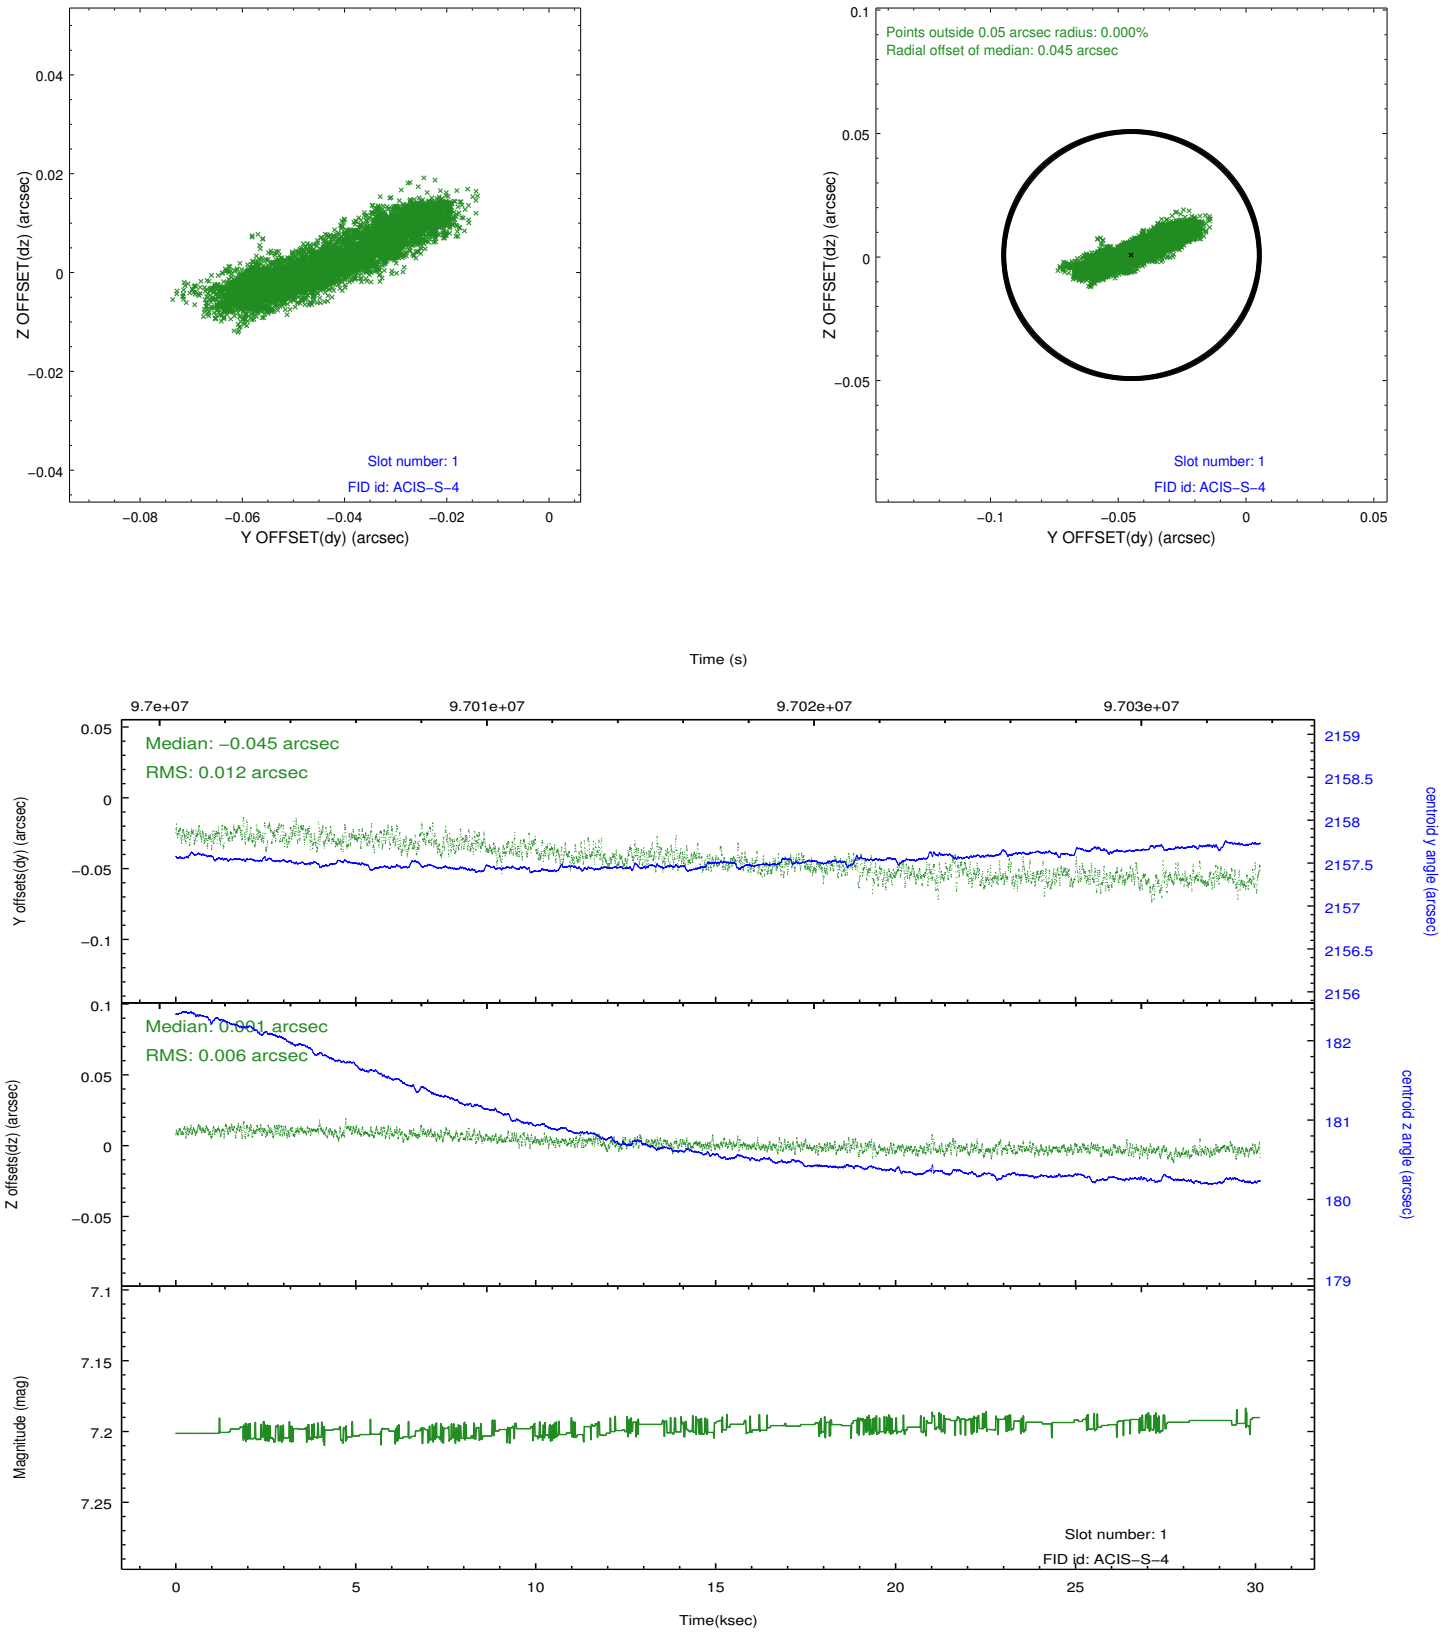 0.04
0.02
0
−0.02
−0.04
Z OFFSET(dz) (arcsec)
Slot number: 1
FID id: ACIS−S−4
−0.08
−0.06
−0.04
−0.02
0
Y OFFSET(dy) (arcsec)
0.1
0.05
0
−0.05
Z OFFSET(dz) (arcsec)
Points outside 0.05 arcsec radius: 0.000%
Radial offset of median: 0.045 arcsec
Slot number: 1
FID id: ACIS−S−4
−0.1
−0.05
0
0.05
Y OFFSET(dy) (arcsec)
Time (s)
9.7e+07
9.701e+07
9.702e+07
9.703e+07
0.05
0
−0.05
−0.1
Y offsets(dy) (arcsec)
Median: −0.045 arcsec
RMS: 0.012 arcsec
2159
2158.5
2158
2157.5
2157
2156.5
2156
centroid y angle (arcsec)
0.1
0.05
0
−0.05
Z offsets(dz) (arcsec)
Median: 0.001 arcsec
RMS: 0.006 arcsec
182
181
180
179
centroid z angle (arcsec)
7.1
7.15
7.2
7.25
Magnitude (mag)
Slot number: 1
FID id: ACIS−S−4
0
5
10
15
20
25
30
Time(ksec)